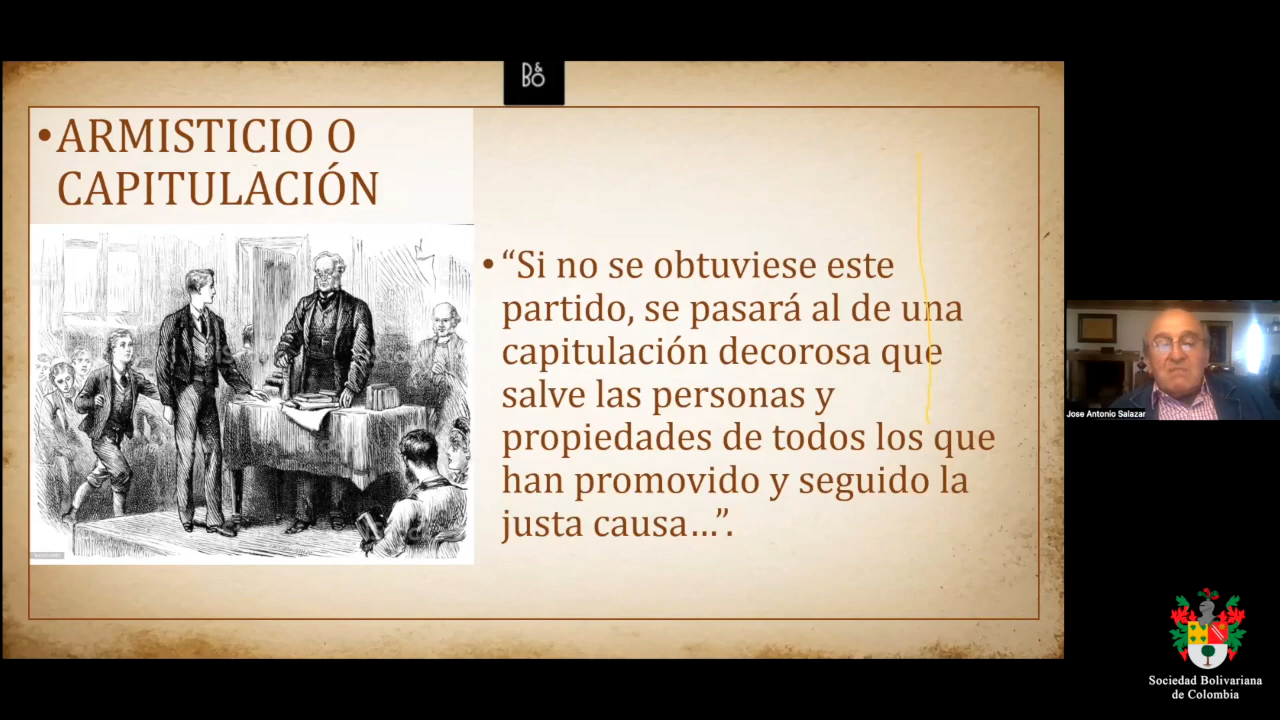 B&O
•ARMISTICIO O
CAPITULACIÓN
•“Si no se obtuviese este
partido, se pasará al de una
capitulación decorosa que
salve las personas y
propiedades de todos los que
han promovido y seguido la
justa causa…”.
Jose Antonio Salazar
Sociedad Bolivariana
de Colombia